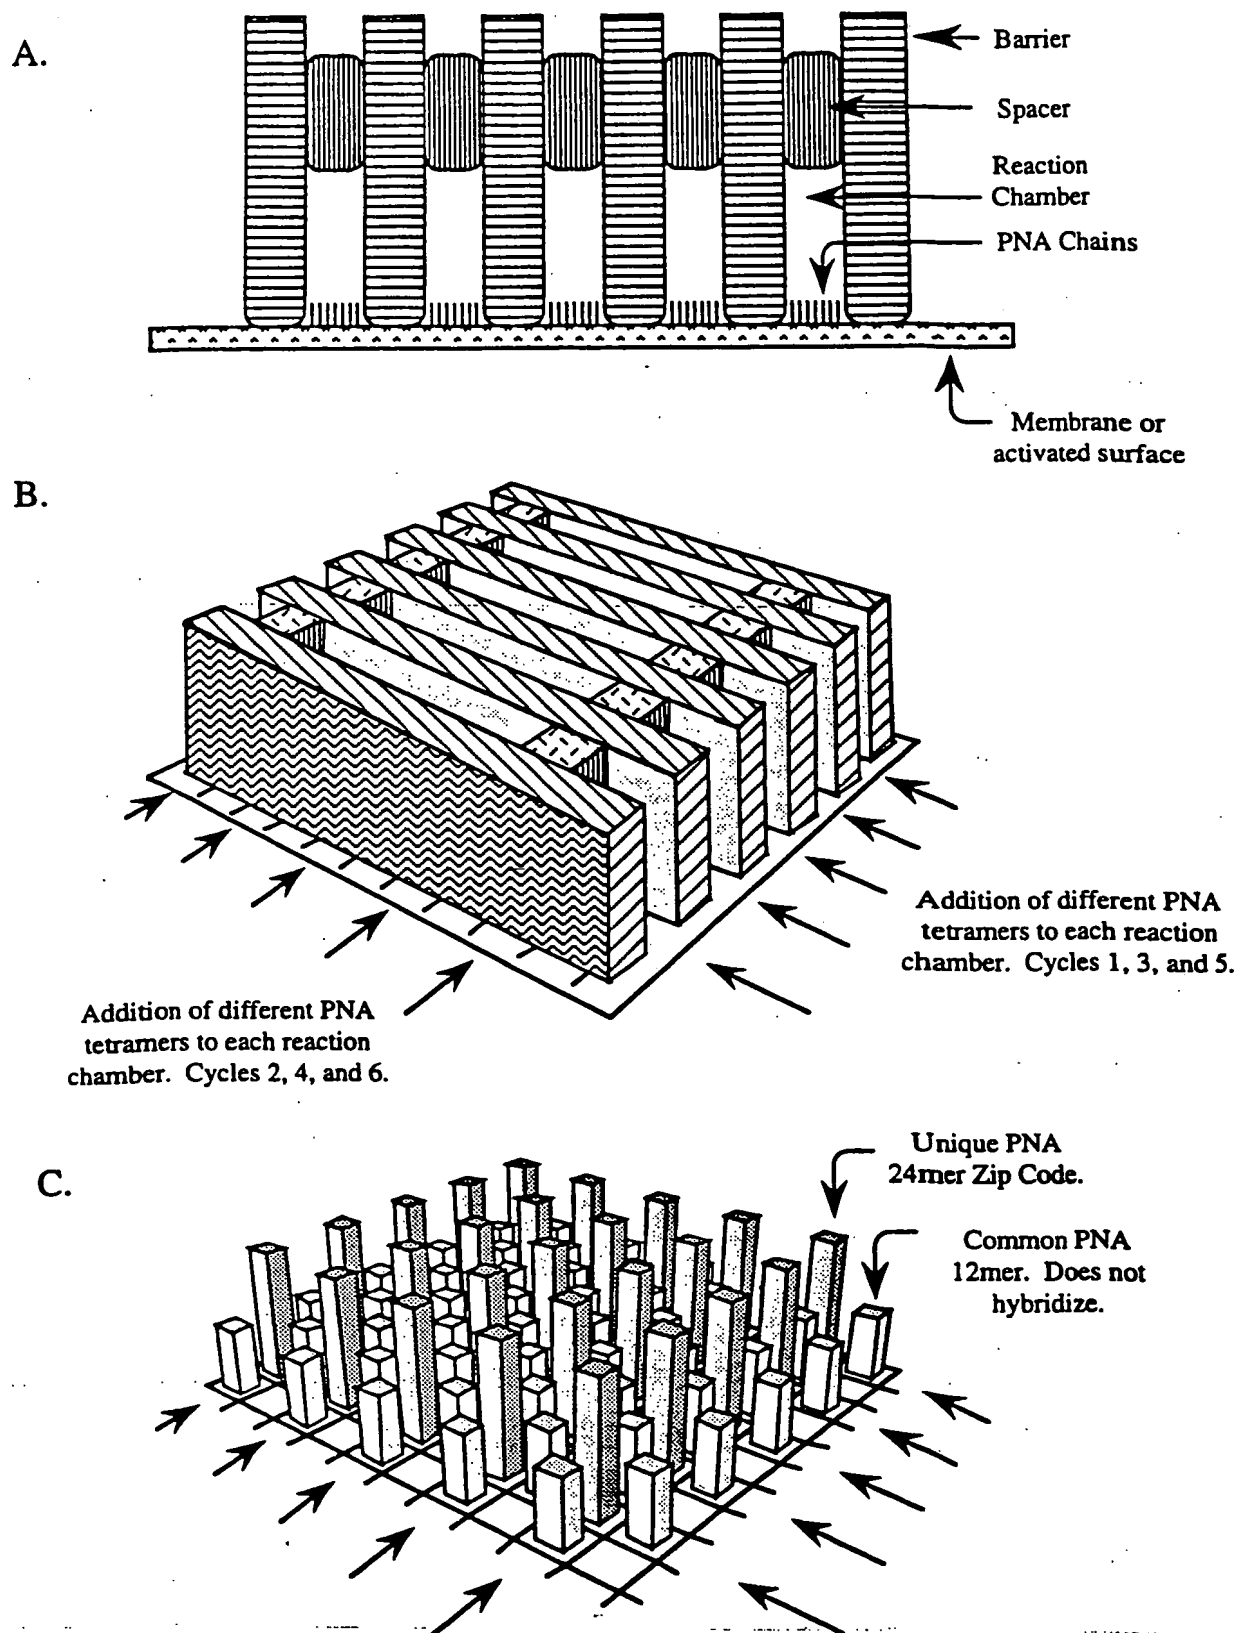 A.
Barrier
Spacer
Reaction
Chamber
PNA Chains
Membrane or
activated surface
B.
Addition of different PNA
tetramers to each reaction
chamber. Cycles 1, 3, and 5.
Addition of different PNA
tetramers to each reaction
chamber. Cycles 2, 4, and 6.
C.
Unique PNA
24mer Zip Code.
Common PNA
12mer. Does not
hybridize.